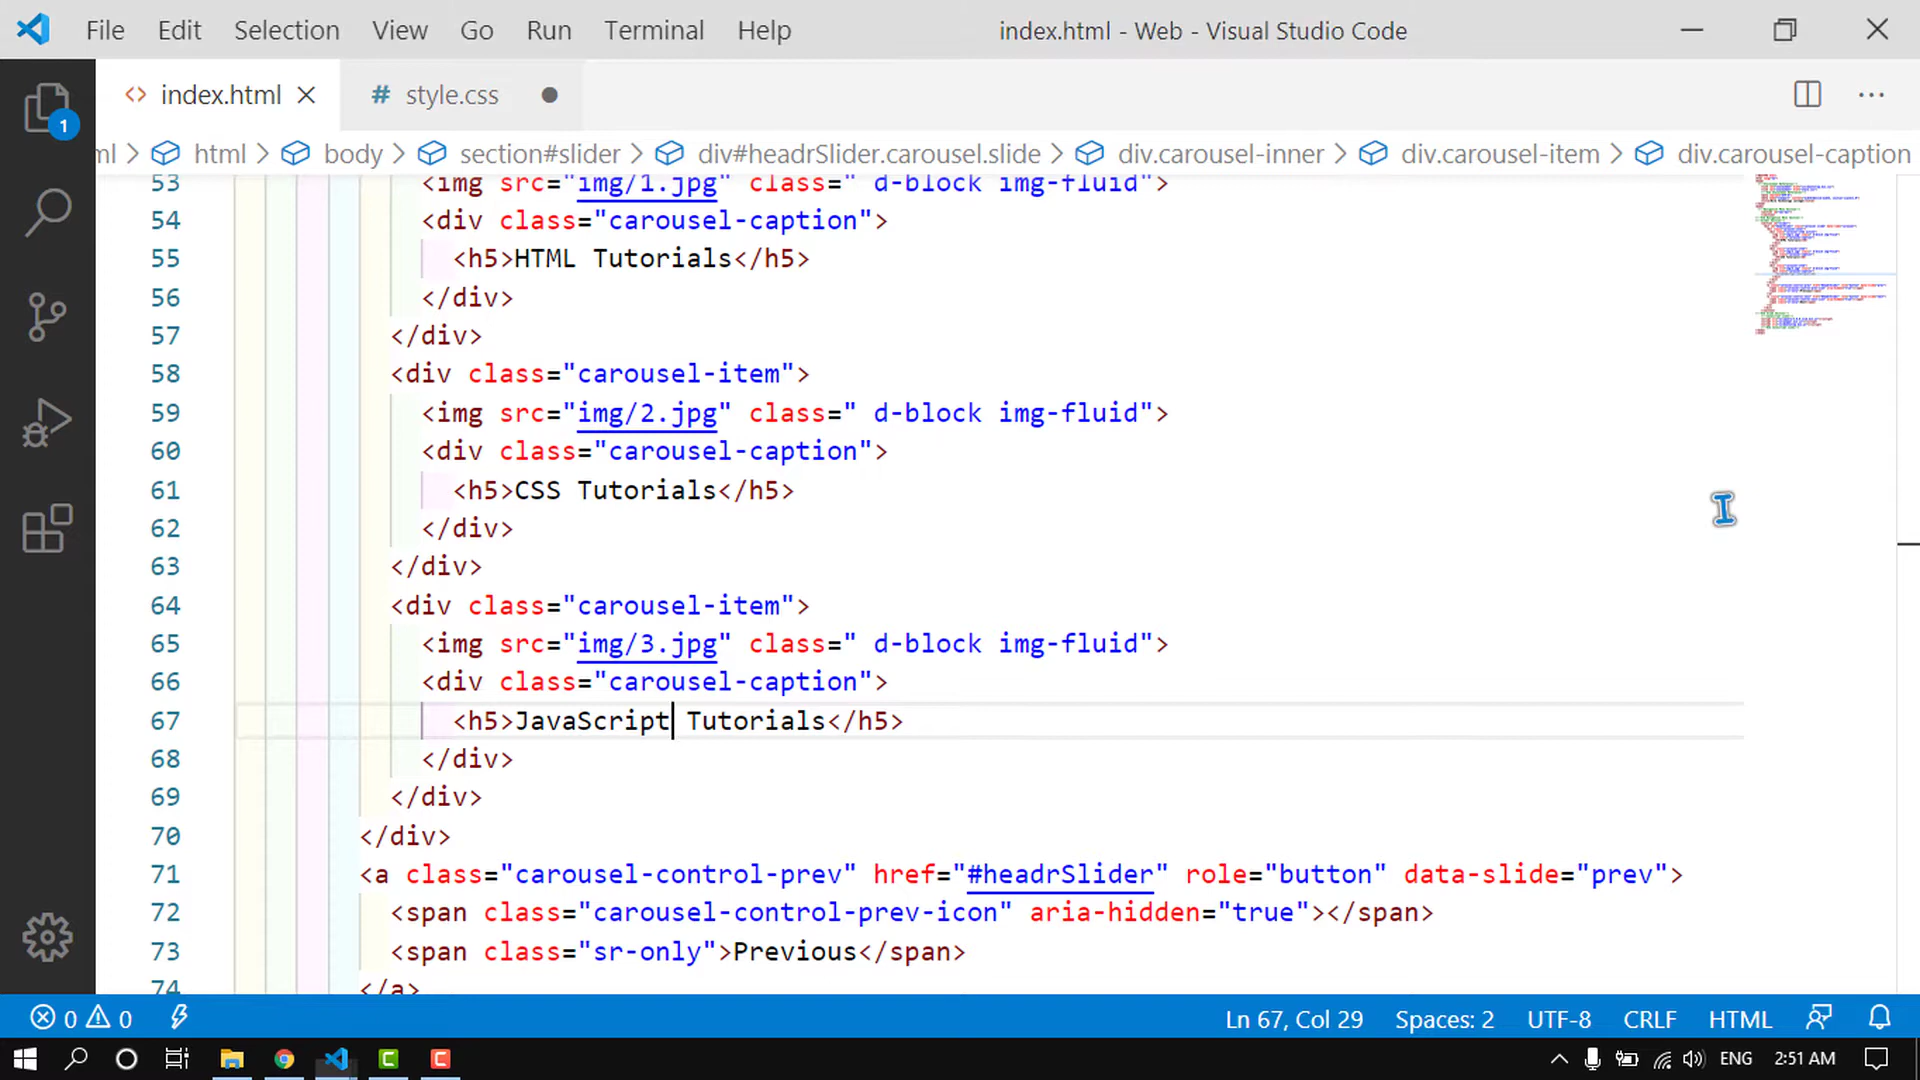 File Edit Selection View Go Run Terminal Help index.html - Web - Visual Studio Code
<> index.html # style.css
ml > html > body > section#slider > div#headrSlider.carousel.slide > div.carousel-inner > div.carousel-item > div.carousel-caption
53 <img src="img/1.jpg" class=" d-block img-fluid">
54 <div class="carousel-caption">
55 <h5>HTML Tutorials</h5>
56 </div>
57 </div>
58 <div class="carousel-item">
59 <img src="img/2.jpg" class=" d-block img-fluid">
60 <div class="carousel-caption">
61 <h5>CSS Tutorials</h5>
62 </div>
63 </div>
64 <div class="carousel-item">
65 <img src="img/3.jpg" class=" d-block img-fluid">
66 <div class="carousel-caption">
67 <h5>JavaScript Tutorials</h5>
68 </div>
69 </div>
70 </div>
71 <a class="carousel-control-prev" href="#headrSlider" role="button" data-slide="prev">
72 <span class="carousel-control-prev-icon" aria-hidden="true"></span>
73 <span class="sr-only">Previous</span>
74 </a>
1
0 0 Ln 67, Col 29 Spaces: 2 UTF-8 CRLF HTML
ENG 2:51 AM